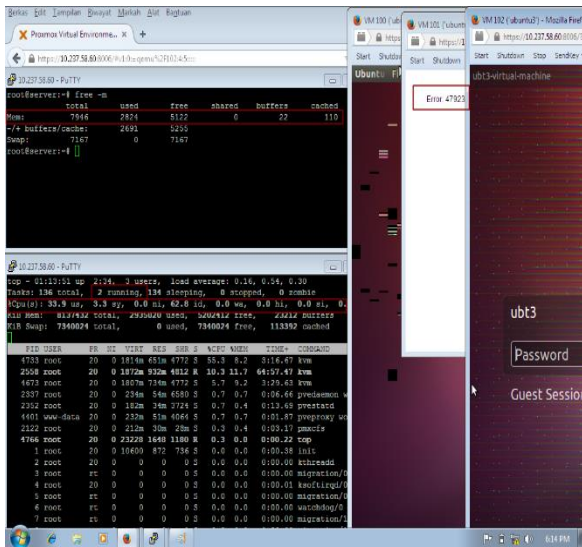 Berkas Edit Tampilan Riwayat Markah Alat Bantuan
Proxmox Virtual Environme... × +
10.237.58.60 - PuTTY
root@server:~# free -m
total used free shared buffers cached
Mem: 7946 2824 5122 0 22 110
-/+ buffers/cache: 2691 5255
Swap: 7167 0 7167
root@server:~#
10.237.58.60 - PuTTY
top - 01:13:51 up 2:34, 3 users, load average: 0.16, 0.54, 0.30
Tasks: 136 total, 2 running, 134 sleeping, 0 stopped, 0 zombie
%Cpu(s): 33.9 us, 3.3 sy, 0.0 ni, 62.8 id, 0.0 wa, 0.0 hi, 0.0 si, 0.
KiB Mem: 8137432 total, 2935020 used, 5202412 free, 23212 buffers
KiB Swap: 7340024 total, 0 used, 7340024 free, 113392 cached
PID USER PR NI VIRT RES SHR S %CPU %MEM TIME+ COMMAND
4733 root 20 0 1814m 651m 4772 S 55.3 8.2 3:16.67 kvm
2558 root 20 0 1872m 932m 4812 R 10.3 11.7 64:57.47 kvm
4673 root 20 0 1807m 734m 4772 S 5.7 9.2 3:29.63 kvm
2337 root 20 0 234m 54m 6580 S 0.7 0.7 0:06.66 pvedaemon w
2352 root 20 0 182m 34m 3724 S 0.7 0.4 0:13.69 pvestatd
4401 www-data 20 0 232m 51m 4064 S 0.7 0.7 0:01.87 pveproxy wo
2122 root 20 0 212m 30m 28m S 0.3 0.4 0:03.17 pmxcfs
4766 root 20 0 23228 1648 1180 R 0.3 0.0 0:00.22 top
1 root 20 0 10600 872 736 S 0.0 0.0 0:00.38 init
2 root 20 0 0 0 0 S 0.0 0.0 0:00.00 kthreadd
3 root rt 0 0 0 0 S 0.0 0.0 0:00.00 migration/0
4 root 20 0 0 0 0 S 0.0 0.0 0:00.01 ksoftirqd/0
5 root rt 0 0 0 0 S 0.0 0.0 0:00.00 migration/0
6 root rt 0 0 0 0 S 0.0 0.0 0:00.00 watchdog/0
7 root rt 0 0 0 0 S 0.0 0.0 0:00.00 migration/1
VM 100 ('ub
https
Start Shutdo
Ubuntu
VM 101 ('ubunt
https://1
Start Shutdown
Error: 47923
VM 102 ('ubuntu3') - Mozilla Firef
https://10.237.58.60:8006/
Start Shutdown Stop Sendkey
ubt3-virtual-machine
ubt3
Password
Guest Session
6:14 PM